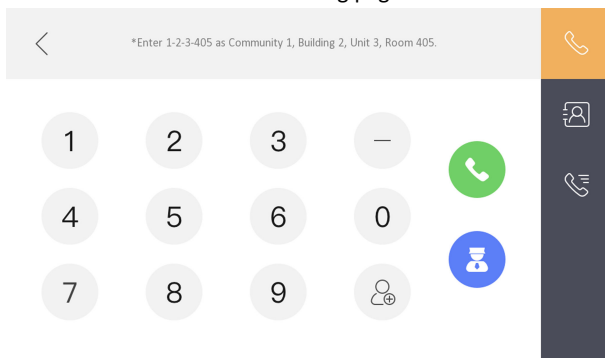 *Enter 1-2-3-405 as Community 1, Building 2, Unit 3, Room 405.
1 2 3 —
4 5 6 0
7 8 9